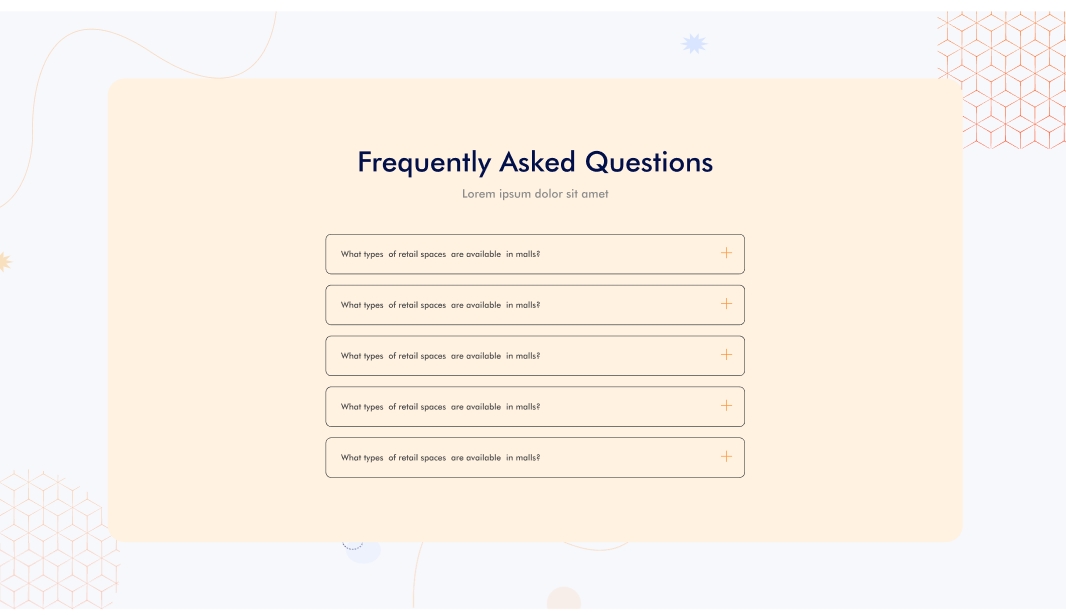 Frequently Asked Questions
Lorem ipsum dolor sit amet
What types of retail spaces are available in malls?
What types of retail spaces are available in malls?
What types of retail spaces are available in malls?
What types of retail spaces are available in malls?
What types of retail spaces are available in malls?